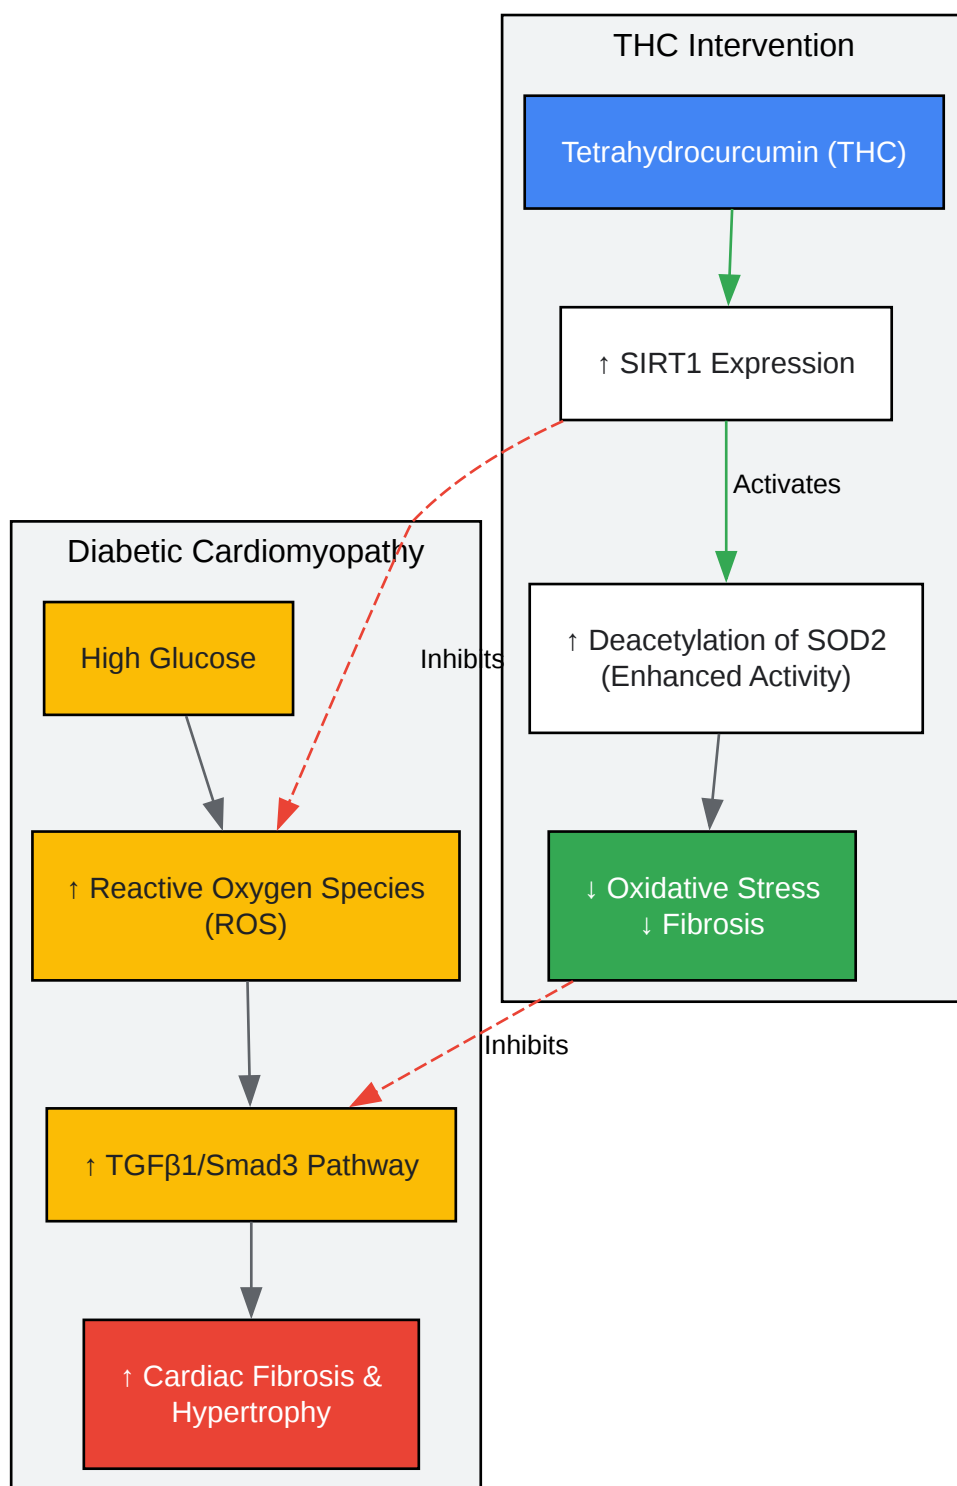 THC Intervention
Tetrahydrocurcumin (THC)
↑ SIRT1 Expression
Activates
Diabetic Cardiomyopathy
High Glucose
Inhibits
↑ Deacetylation of SOD2
(Enhanced Activity)
↑ Reactive Oxygen Species
(ROS)
↓ Oxidative Stress
↓ Fibrosis
Inhibits
↑ TGFβ1/Smad3 Pathway
↑ Cardiac Fibrosis &
Hypertrophy